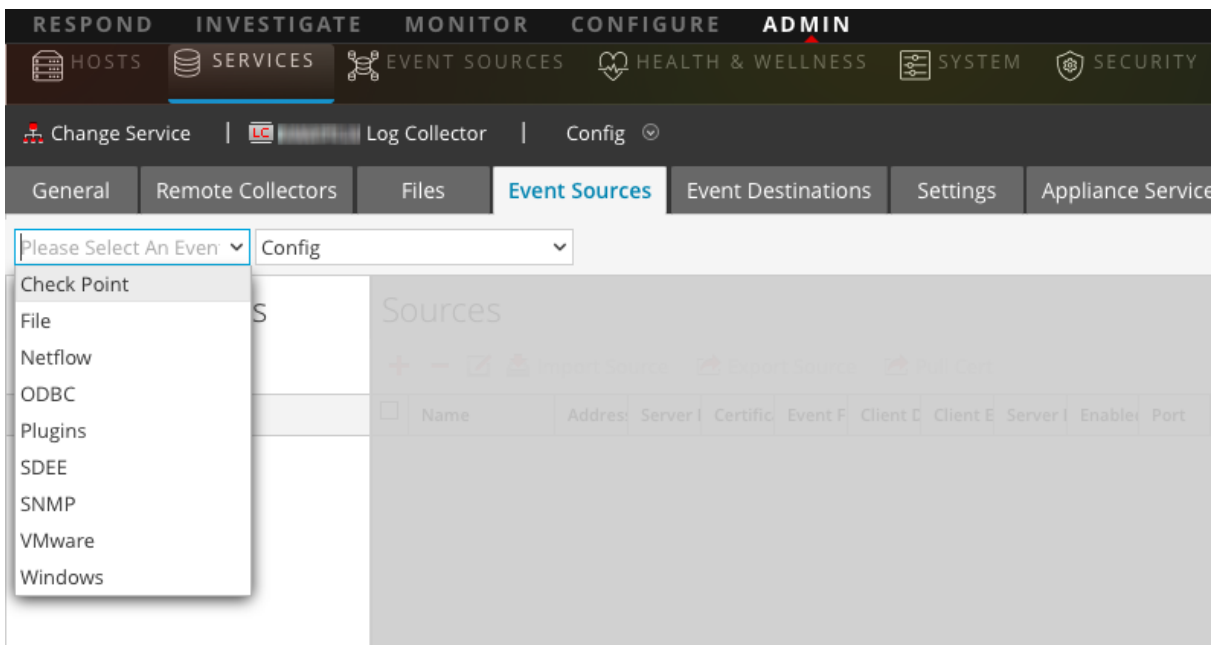 RESPOND INVESTIGATE MONITOR CONFIGURE ADMIN
HOSTS SERVICES EVENT SOURCES HEALTH & WELLNESS SYSTEM SECURITY
Change Service | LC Log Collector | Config
General Remote Collectors Files Event Sources Event Destinations Settings Appliance Service
Please Select An Even Config
Check Point
File
Netflow
ODBC
Plugins
SDEE
SNMP
VMware
Windows
s
Sources
Import Source Export Source
Name Addres Server Certific Event F Client D Client E Server Enable Port